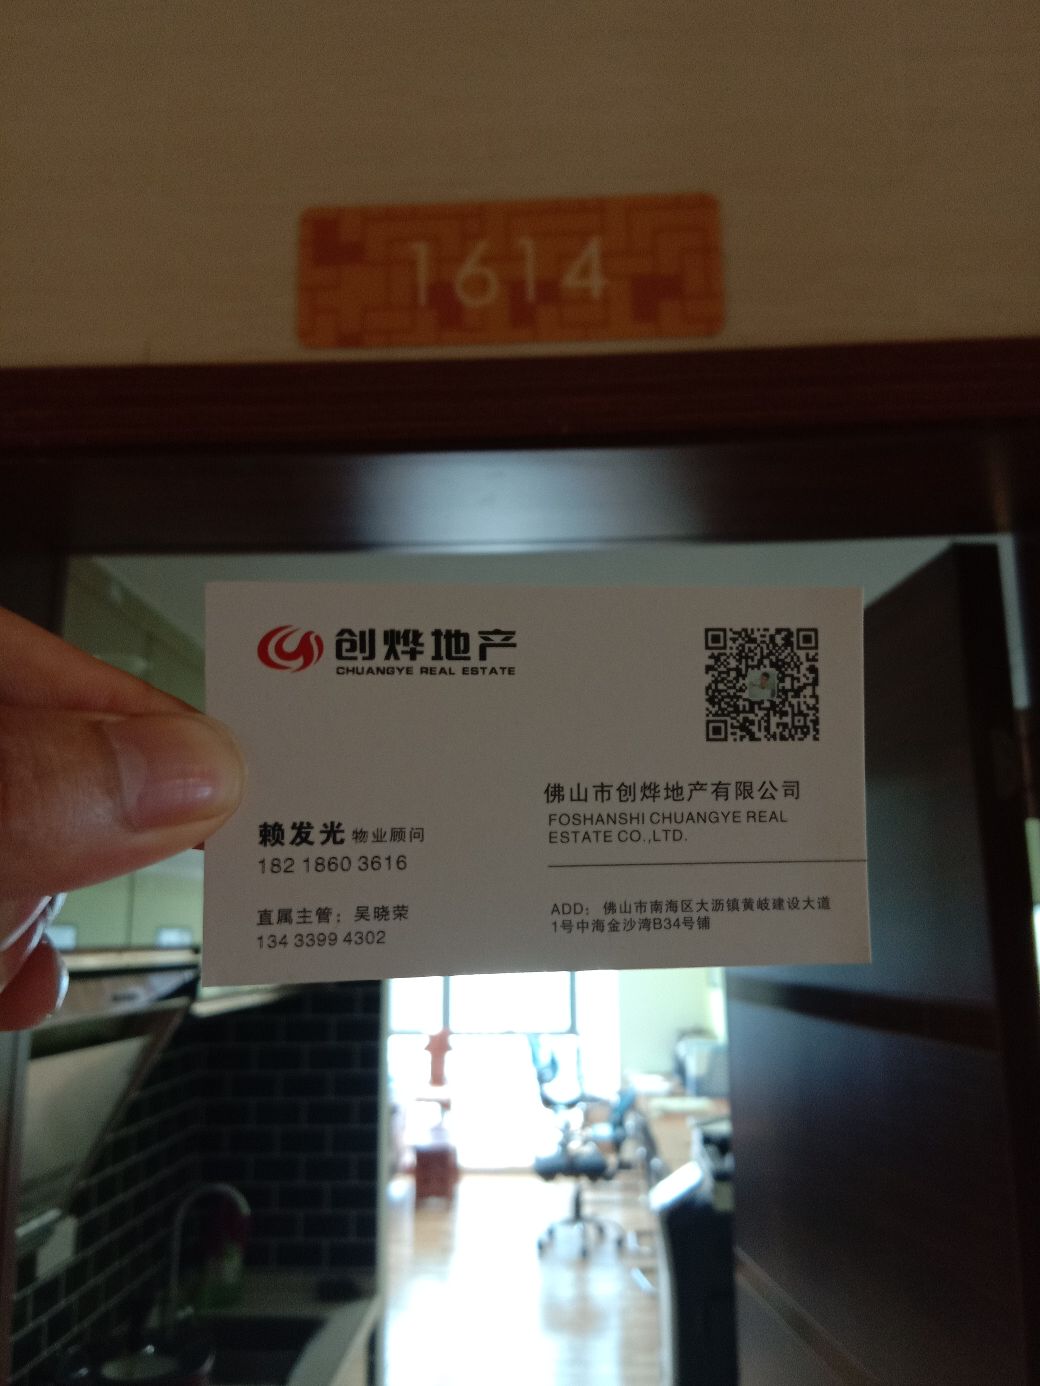 1614
创烨地产
CHUANGYE REAL ESTATE
赖发光 物业顾问
182 1860 3616
直属主管：吴晓荣
134 3399 4302
佛山市创烨地产有限公司
FOSHANSHI CHUANGYE REAL
ESTATE CO.,LTD.
ADD：佛山市南海区大沥镇黄岐建设大道
1号中海金沙湾B34号铺